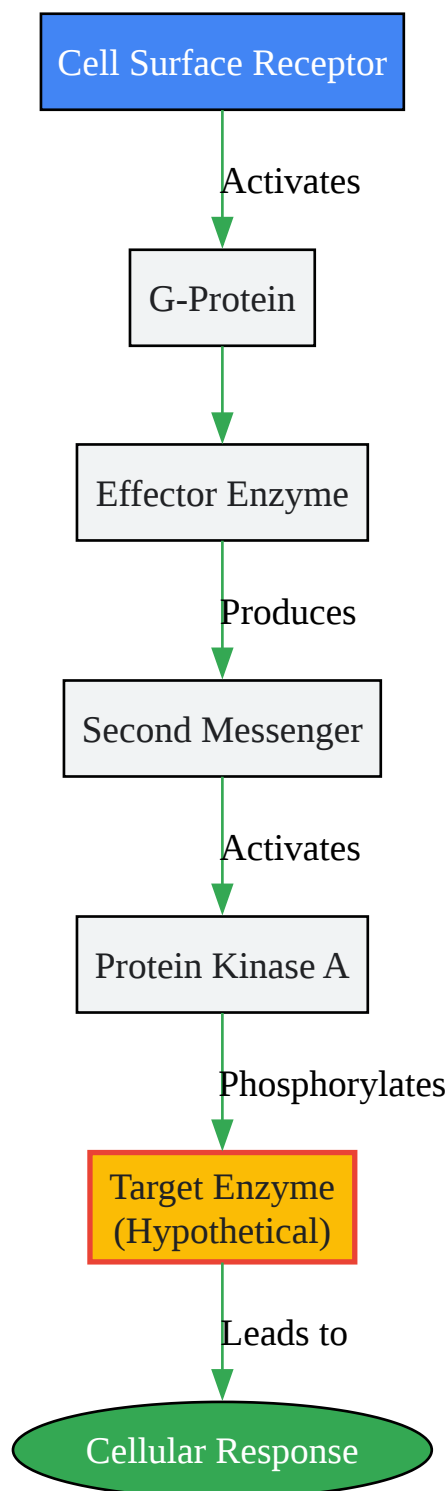 Cell Surface Receptor
Activates
G-Protein
Effector Enzyme
Produces
Second Messenger
Activates
Protein Kinase A
Phosphorylates
Target Enzyme
(Hypothetical)
Leads to
Cellular Response